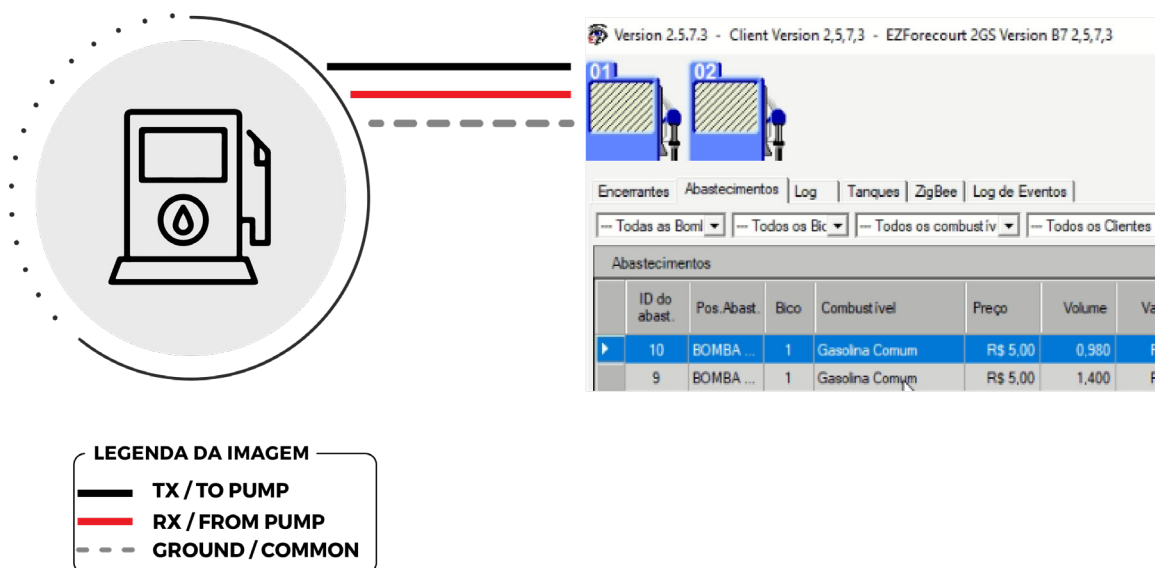 Version 2.5.7.3 - Client Version 2,5,7,3 - EZForecourt 2GS Version B7 2,5,7,3
01 02
Encerrantes Abastecimentos Log Tanques ZigBee Log de Eventos
--- Todas as Boml --- Todos os Bic --- Todos os combustív --- Todos os Clientes
Abastecimentos
ID do abast. Pos.Abast. Bico Combustível Preço Volume Va
10 BOMBA ... 1 Gasolina Comum R$ 5,00 0,980 F
9 BOMBA ... 1 Gasolina Comum R$ 5,00 1,400 F
LEGENDA DA IMAGEM
TX / TO PUMP
RX / FROM PUMP
GROUND / COMMON